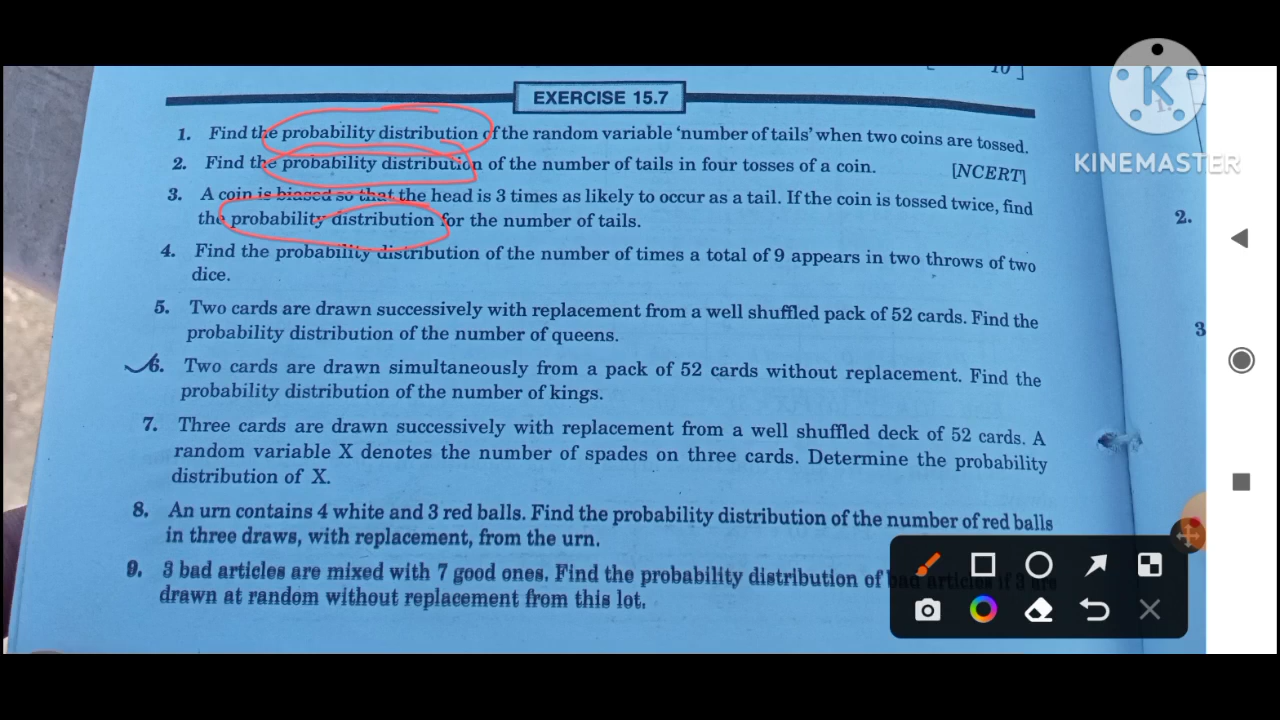 10 ]
EXERCISE 15.7
1. Find the probability distribution of the random variable 'number of tails' when two coins are tossed.
2. Find the probability distribution of the number of tails in four tosses of a coin. [NCERT]
3. A coin is biased so that the head is 3 times as likely to occur as a tail. If the coin is tossed twice, find
the probability distribution for the number of tails.
4. Find the probability distribution of the number of times a total of 9 appears in two throws of two
dice.
5. Two cards are drawn successively with replacement from a well shuffled pack of 52 cards. Find the
probability distribution of the number of queens.
6. Two cards are drawn simultaneously from a pack of 52 cards without replacement. Find the
probability distribution of the number of kings.
7. Three cards are drawn successively with replacement from a well shuffled deck of 52 cards. A
random variable X denotes the number of spades on three cards. Determine the probability
distribution of X.
8. An urn contains 4 white and 3 red balls. Find the probability distribution of the number of red balls
in three draws, with replacement, from the urn.
9. 3 bad articles are mixed with 7 good ones. Find the probability distribution of bad articles if 3 are
drawn at random without replacement from this lot.
K
KINEMASTER
2.
3